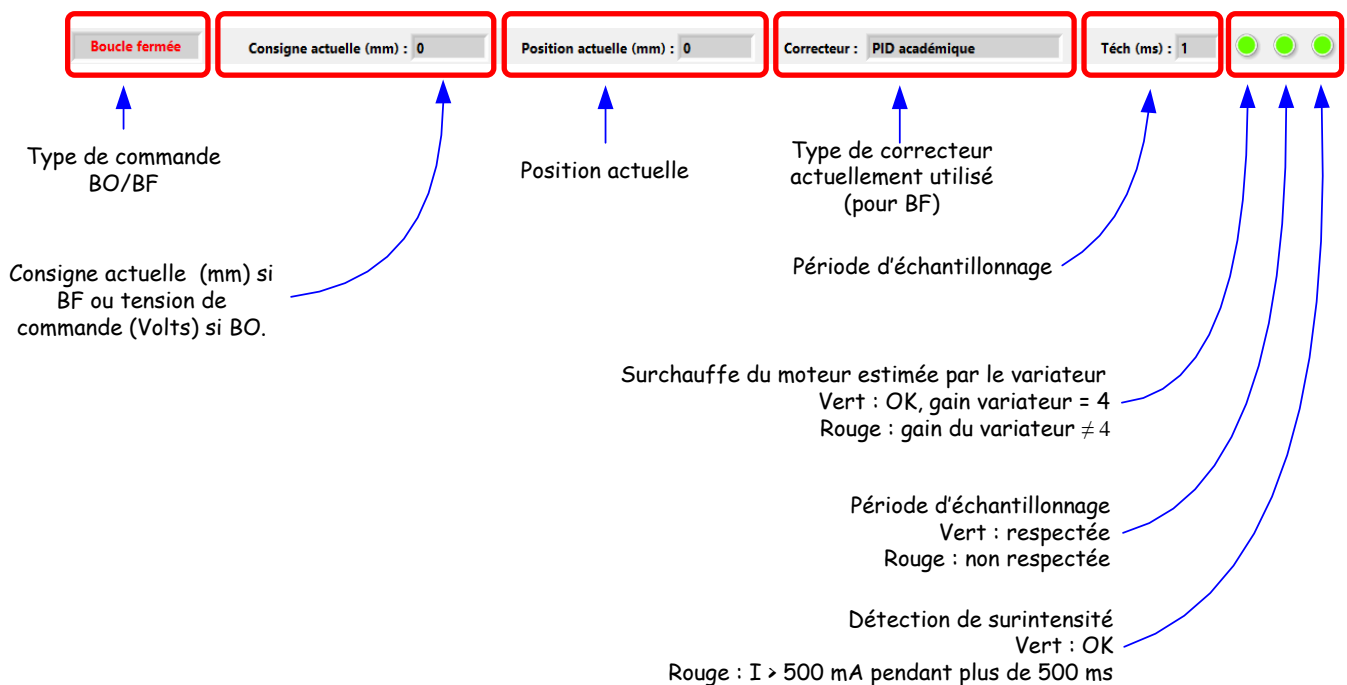 Boucle fermée
Consigne actuelle (mm) : 0
Position actuelle (mm) : 0
Correcteur : PID académique
Téch (ms) : 1
Type de commande
BO/BF
Position actuelle
Type de correcteur
actuellement utilisé
(pour BF)
Consigne actuelle (mm) si
BF ou tension de
commande (Volts) si BO.
Période d'échantillonnage
Surchauffe du moteur estimée par le variateur
Vert : OK, gain variateur = 4
Rouge : gain du variateur ≠ 4
Période d'échantillonnage
Vert : respectée
Rouge : non respectée
Détection de surintensité
Vert : OK
Rouge : I > 500 mA pendant plus de 500 ms